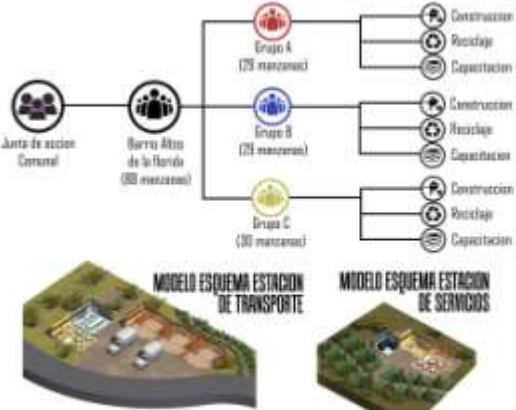 Junta de accion
Comunal
Barrio Altos
de la florida
(88 manzanas)
Grupo A
(29 manzanas)
Construccion
Reciclaje
Capacitacion
Grupo B
(29 manzanas)
Construccion
Reciclaje
Capacitacion
Grupo C
(30 manzanas)
Construccion
Reciclaje
Capacitacion
MODELO ESQUEMA ESTACION
DE TRANSPORTE
MODELO ESQUEMA ESTACION
DE SERVICIOS